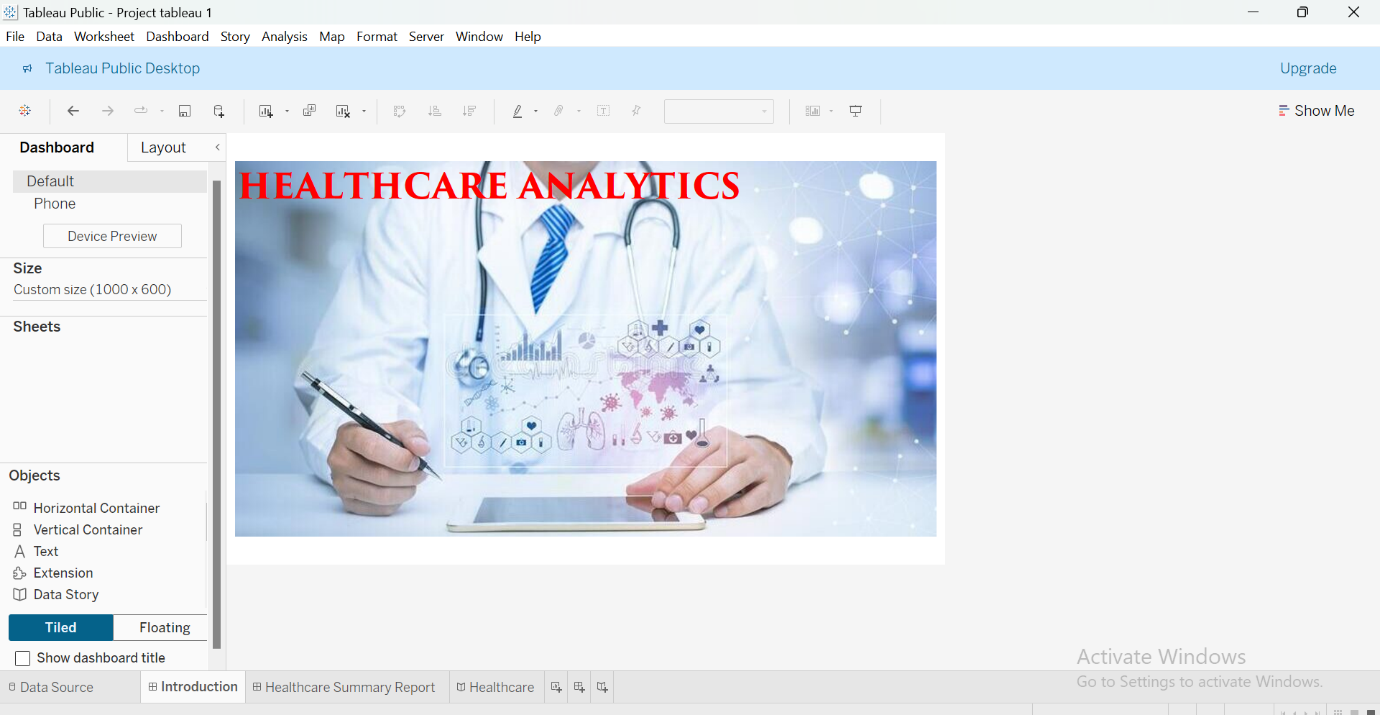 Tableau Public - Project tableau 1
File Data Worksheet Dashboard Story Analysis Map Format Server Window Help
Tableau Public Desktop
Upgrade
Show Me
Dashboard Layout
HEALTHCARE ANALYTICS
Default
Phone
Device Preview
Size
Custom size (1000 x 600)
Sheets
Objects
Horizontal Container
Vertical Container
A Text
Extension
Data Story
Tiled Floating
Show dashboard title
Activate Windows
Go to Settings to activate Windows.
Data Source Introduction Healthcare Summary Report Healthcare